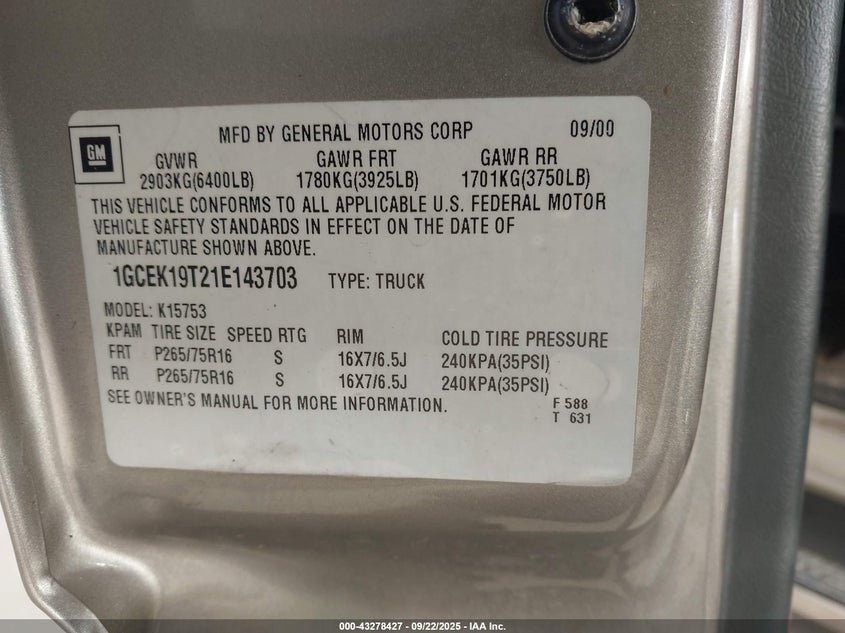 GM
MFD BY GENERAL MOTORS CORP 09/00
GVWR GAWR FRT GAWR RR
2903KG(6400LB) 1780KG(3925LB) 1701KG(3750LB)
THIS VEHICLE CONFORMS TO ALL APPLICABLE U.S. FEDERAL MOTOR
VEHICLE SAFETY STANDARDS IN EFFECT ON THE DATE OF
MANUFACTURE SHOWN ABOVE.
1GCEK19T21E143703 TYPE: TRUCK
MODEL: K15753
KPAM TIRE SIZE SPEED RTG RIM COLD TIRE PRESSURE
FRT P265/75R16 S 16X7/6.5J 240KPA(35PSI)
RR P265/75R16 S 16X7/6.5J 240KPA(35PSI)
SEE OWNER'S MANUAL FOR MORE INFORMATION. F 588
T 631
000-43278427 - 09/22/2025 - IAA Inc.